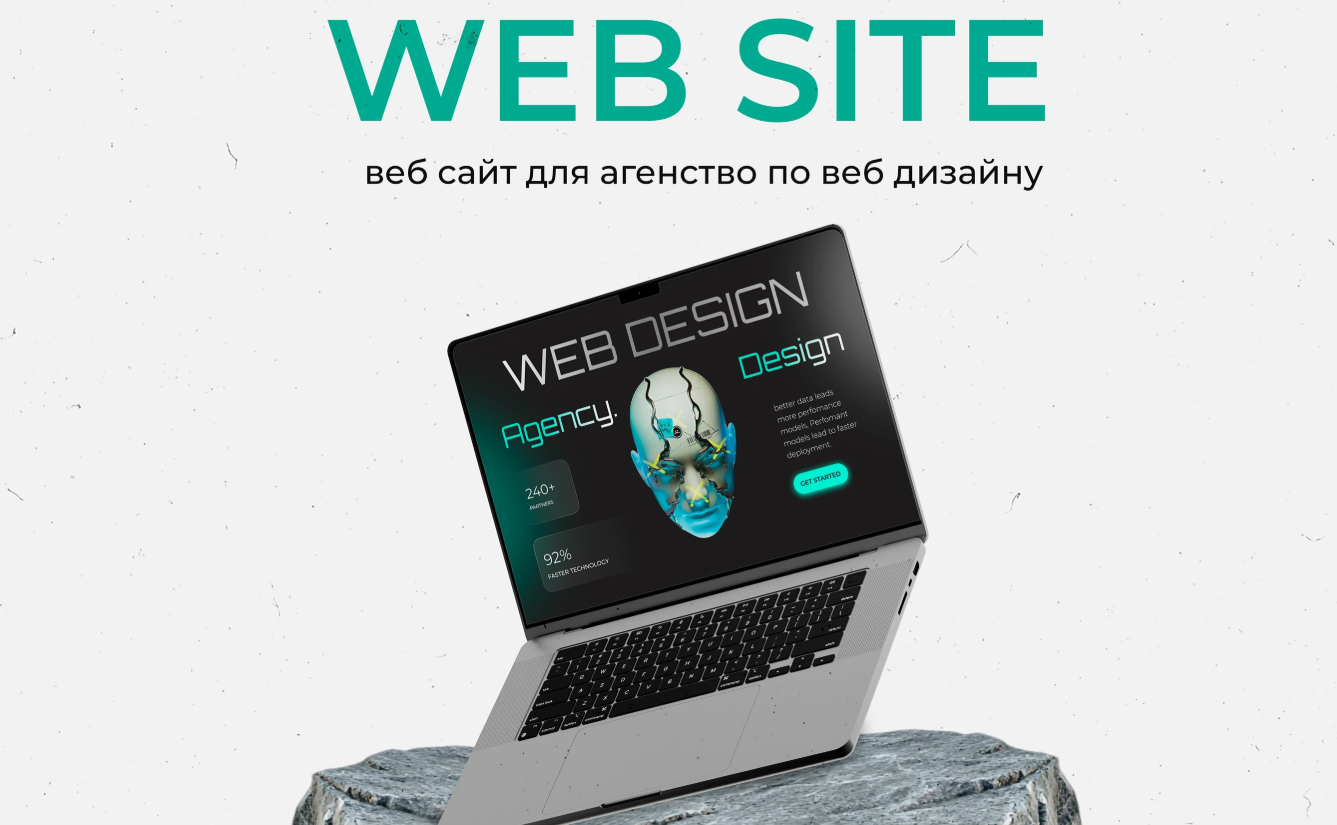 WEB SITE
веб сайт для агенство по веб дизайну
WEB DESIGN
Design
Agency.
better data leads
more perfomance
models. Perfomant
models lead to faster
deployment.
GET STARTED
240+
PARTNERS
92%
FASTER TECHNOLOGY